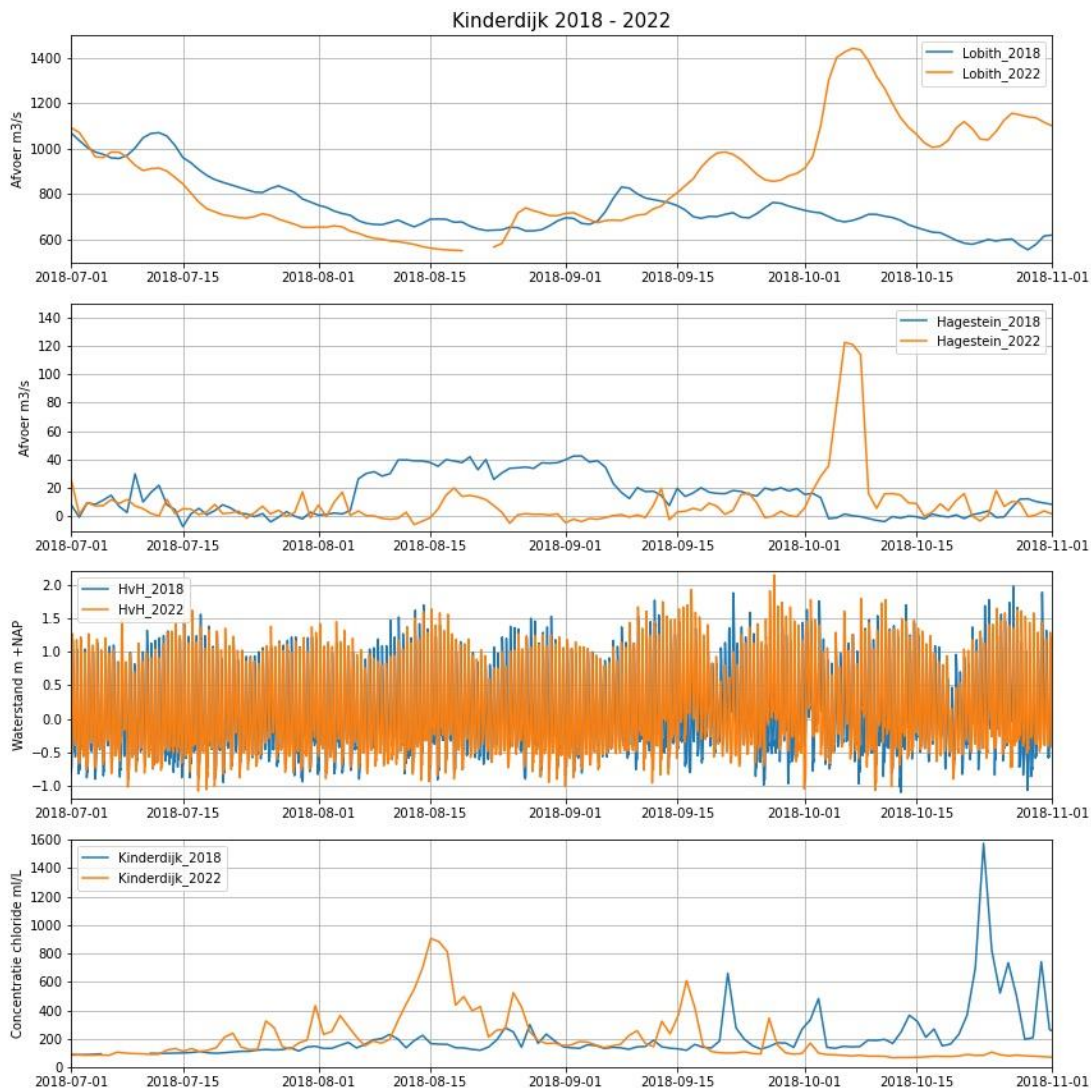 Kinderdijk 2018 - 2022
Afvoer m3/s
1400
1200
1000
800
600
Lobith_2018
Lobith_2022
2018-07-01 2018-07-15 2018-08-01 2018-08-15 2018-09-01 2018-09-15 2018-10-01 2018-10-15 2018-11-01
Afvoer m3/s
140
120
100
80
60
40
20
0
Hagestein_2018
Hagestein_2022
2018-07-01 2018-07-15 2018-08-01 2018-08-15 2018-09-01 2018-09-15 2018-10-01 2018-10-15 2018-11-01
Waterstand m +NAP
2.0
1.5
1.0
0.5
0.0
−0.5
−1.0
HvH_2018
HvH_2022
2018-07-01 2018-07-15 2018-08-01 2018-08-15 2018-09-01 2018-09-15 2018-10-01 2018-10-15 2018-11-01
Concentratie chloride ml/L
1600
1400
1200
1000
800
600
400
200
0
Kinderdijk_2018
Kinderdijk_2022
2018-07-01 2018-07-15 2018-08-01 2018-08-15 2018-09-01 2018-09-15 2018-10-01 2018-10-15 2018-11-01